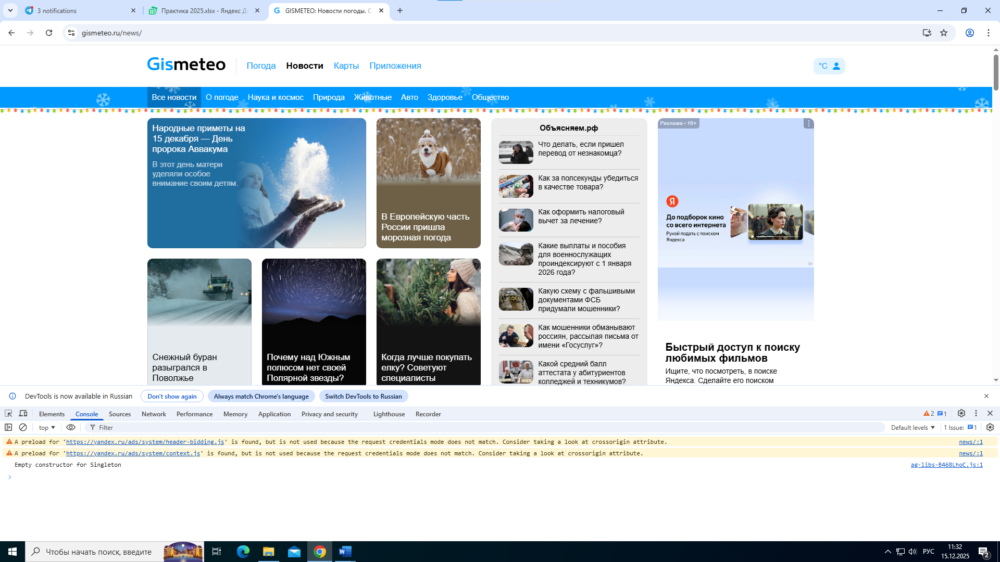 3 notifications
Практика 2025.xlsx - Яндекс Д
GISMETEO: Новости погоды. С
gismeteo.ru/news/
Gismeteo
Погода
Новости
Карты
Приложения
°C
Все новости
О погоде
Наука и космос
Природа
Животные
Авто
Здоровье
Общество
Народные приметы на
15 декабря — День
пророка Аввакума
В этот день матери
уделяли особое
внимание своим детям.
В Европейскую часть
России пришла
морозная погода
Снежный буран
разыгрался в
Поволжье
Почему над Южным
полюсом нет своей
Полярной звезды?
Когда лучше покупать
елку? Советуют
специалисты
Объясняем.рф
Что делать, если пришел
перевод от незнакомца?
Как за полсекунды убедиться
в качестве товара?
Как оформить налоговый
вычет за лечение?
Какие выплаты и пособия
для военнослужащих
проиндексируют с 1 января
2026 года?
Какую схему с фальшивыми
документами ФСБ
придумали мошенники?
ФСБ
Как мошенники обманывают
россиян, рассылая письма от
имени «Госуслуг»?
Какой средний балл
аттестата у абитуриентов
колледжей и техникумов?
Реклама • 16+
Я
До подборок кино
со всего интернета
Рукой подать с поиском
Яндекса
0+
Быстрый доступ к поиску
любимых фильмов
Ищите, что посмотреть, в поиске
Яндекса. Сделайте его поиском
DevTools is now available in Russian
Don't show again
Always match Chrome's language
Switch DevTools to Russian
Elements
Console
Sources
Network
Performance
Memory
Application
Privacy and security
Lighthouse
Recorder
2
1
top
Filter
Default levels
1 Issue:
1
A preload for 'https://yandex.ru/ads/system/header-bidding.js' is found, but is not used because the request credentials mode does not match. Consider taking a look at crossorigin attribute.
news/:1
A preload for 'https://yandex.ru/ads/system/context.js' is found, but is not used because the request credentials mode does not match. Consider taking a look at crossorigin attribute.
news/:1
Empty constructor for Singleton
ag-libs-B468LhoC.js:1
Чтобы начать поиск, введите
РУС
11:32
15.12.2025
2